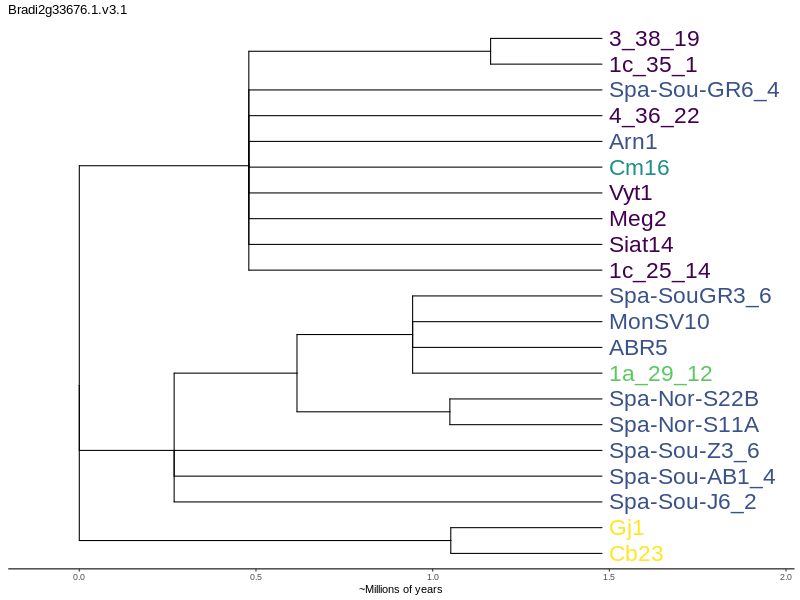 Bradi2g33676.1.v3.1
3_38_19
1c_35_1
Spa-Sou-GR6_4
4_36_22
Arn1
Cm16
Vyt1
Meg2
Siat14
1c_25_14
Spa-SouGR3_6
MonSV10
ABR5
1a_29_12
Spa-Nor-S22B
Spa-Nor-S11A
Spa-Sou-Z3_6
Spa-Sou-AB1_4
Spa-Sou-J6_2
Gj1
Cb23
0.0 0.5 1.0 1.5 2.0
~Millions of years